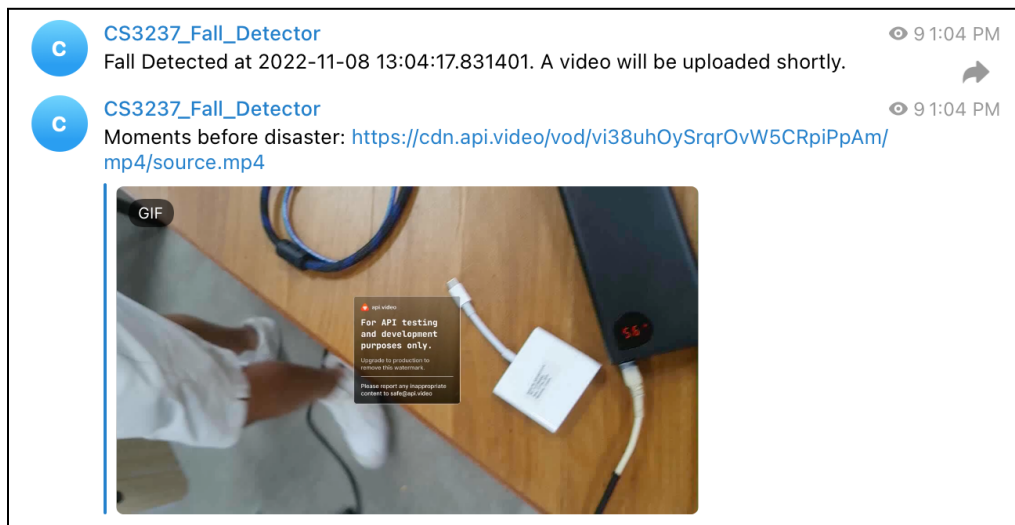 C
CS3237_Fall_Detector
9 1:04 PM
Fall Detected at 2022-11-08 13:04:17.831401. A video will be uploaded shortly.
C
CS3237_Fall_Detector
9 1:04 PM
Moments before disaster: https://cdn.api.video/vod/vi38uhOySrqrOvW5CRpiPpAm/
mp4/source.mp4
GIF
api.video
For API testing
and development
purposes only.
Upgrade to production to
remove this watermark.
Please report any inappropriate
content to safe@api.video